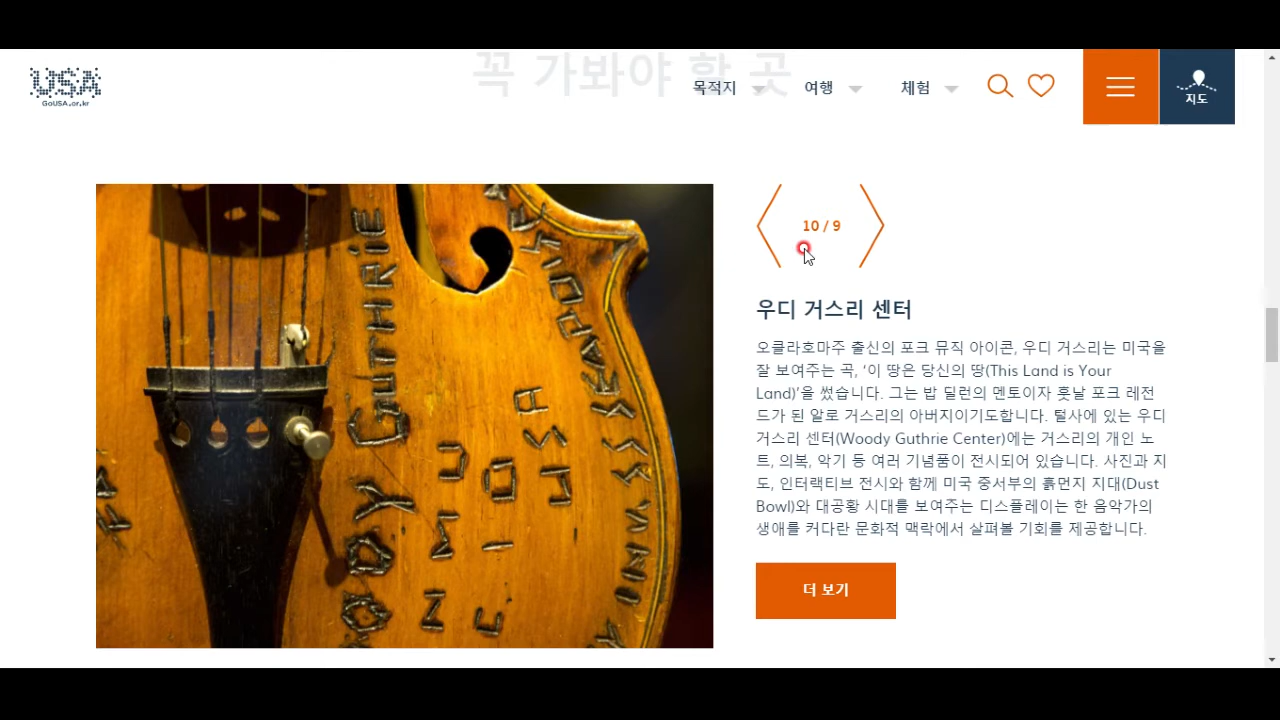 꼭 가봐야 할 곳
USA
GoUSA.or.kr
목적지
여행
체험
지도
10 / 9
우디 거스리 센터
오클라호마주 출신의 포크 뮤직 아이콘, 우디 거스리는 미국을
잘 보여주는 곡, ‘이 땅은 당신의 땅(This Land is Your
Land)’을 썼습니다. 그는 밥 딜런의 멘토이자 훗날 포크 레전
드가 된 알로 거스리의 아버지이기도합니다. 털사에 있는 우디
거스리 센터(Woody Guthrie Center)에는 거스리의 개인 노
트, 의복, 악기 등 여러 기념품이 전시되어 있습니다. 사진과 지
도, 인터랙티브 전시와 함께 미국 중서부의 흙먼지 지대(Dust
Bowl)와 대공황 시대를 보여주는 디스플레이는 한 음악가의
생애를 커다란 문화적 맥락에서 살펴볼 기회를 제공합니다.
더 보기
WOODY GUTHRIE
USA